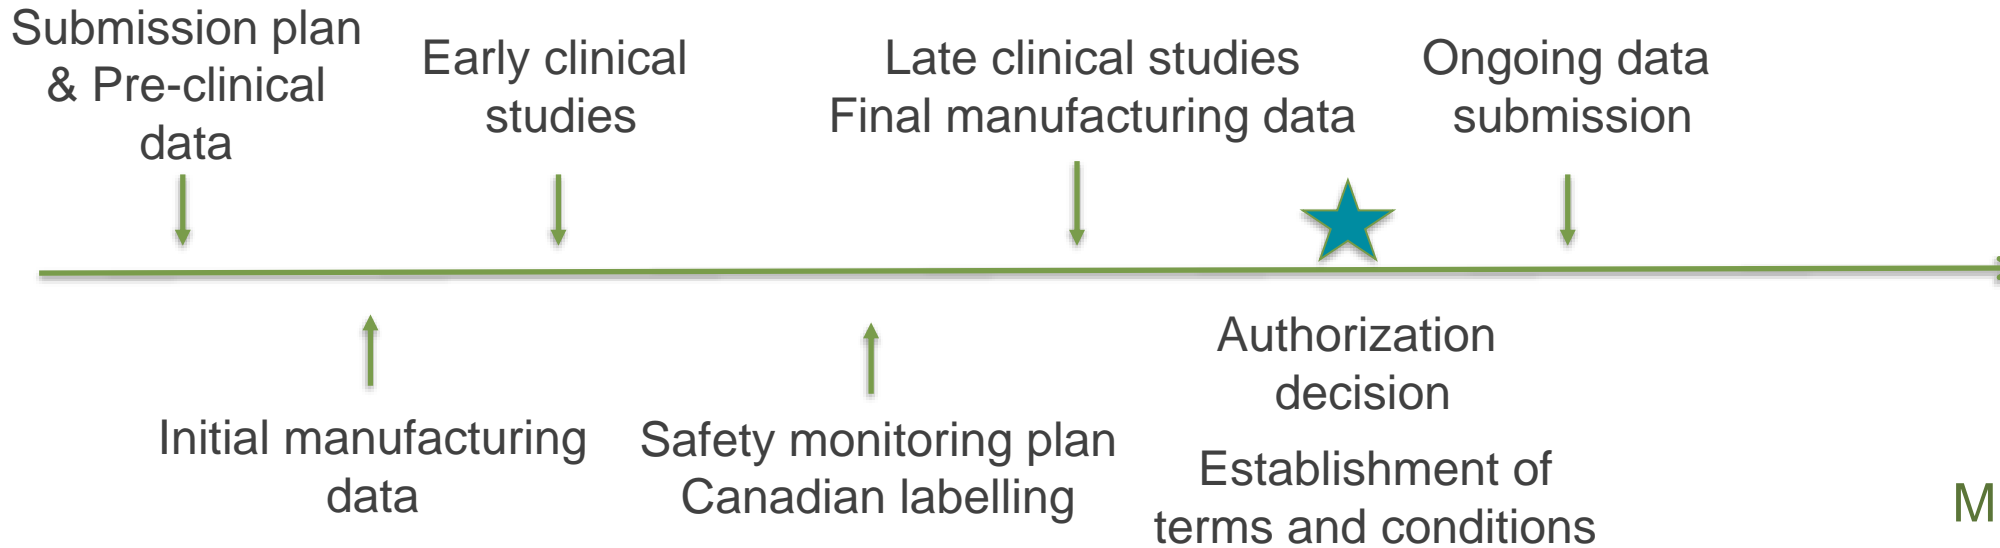 Submission plan
& Pre-clinical
data
Early clinical
studies
Late clinical studies
Final manufacturing data
Ongoing data
submission
Initial manufacturing
data
Safety monitoring plan
Canadian labelling
Authorization
decision
Establishment of
terms and conditions
M